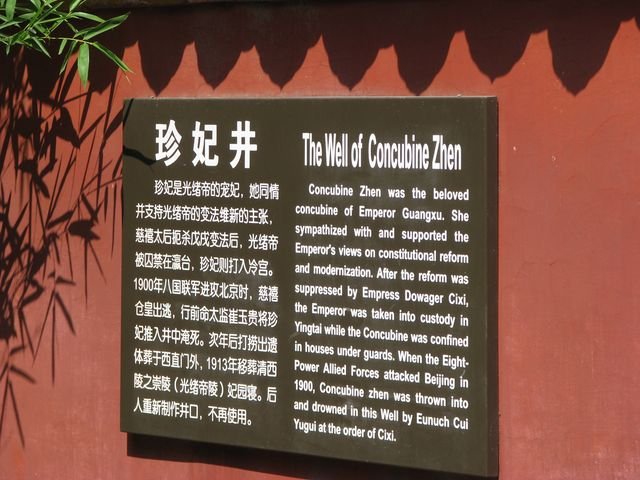 珍妃井
珍妃是光绪帝的宠妃，她同情
并支持光绪帝的变法维新的主张，
慈禧太后扼杀戊戌变法后，光绪帝
被囚禁在瀛台，珍妃则打入冷宫。
1900年八国联军进攻北京时，慈禧
仓皇出逃，行前命太监崔玉贵将珍
妃推入井中淹死。次年后打捞出遗
体葬于西直门外，1913年移葬清西
陵之崇陵（光绪帝陵）妃园寝。后
人重新制作井口，不再使用。
The Well of Concubine Zhen
Concubine Zhen was the beloved
concubine of Emperor Guangxu. She
sympathized with and supported the
Emperor's views on constitutional reform
and modernization. After the reform was
suppressed by Empress Dowager Cixi,
the Emperor was taken into custody in
Yingtai while the Concubine was confined
in houses under guards. When the Eight-
Power Allied Forces attacked Beijing in
1900, Concubine zhen was thrown into
and drowned in this Well by Eunuch Cui
Yugui at the order of Cixi.